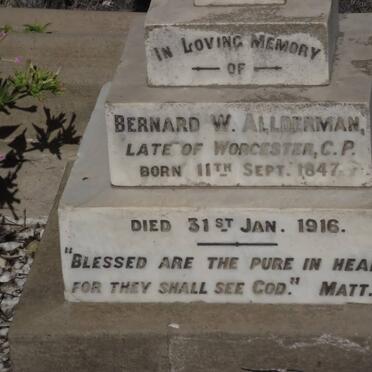 IN LOVING MEMORY
OF
BERNARD W. ALLDERMAN,
LATE OF WORCESTER, C.P.
BORN 11TH SEPT. 1847.
DIED 31ST JAN. 1916.
"BLESSED ARE THE PURE IN HEA
FOR THEY SHALL SEE GOD." MATT.